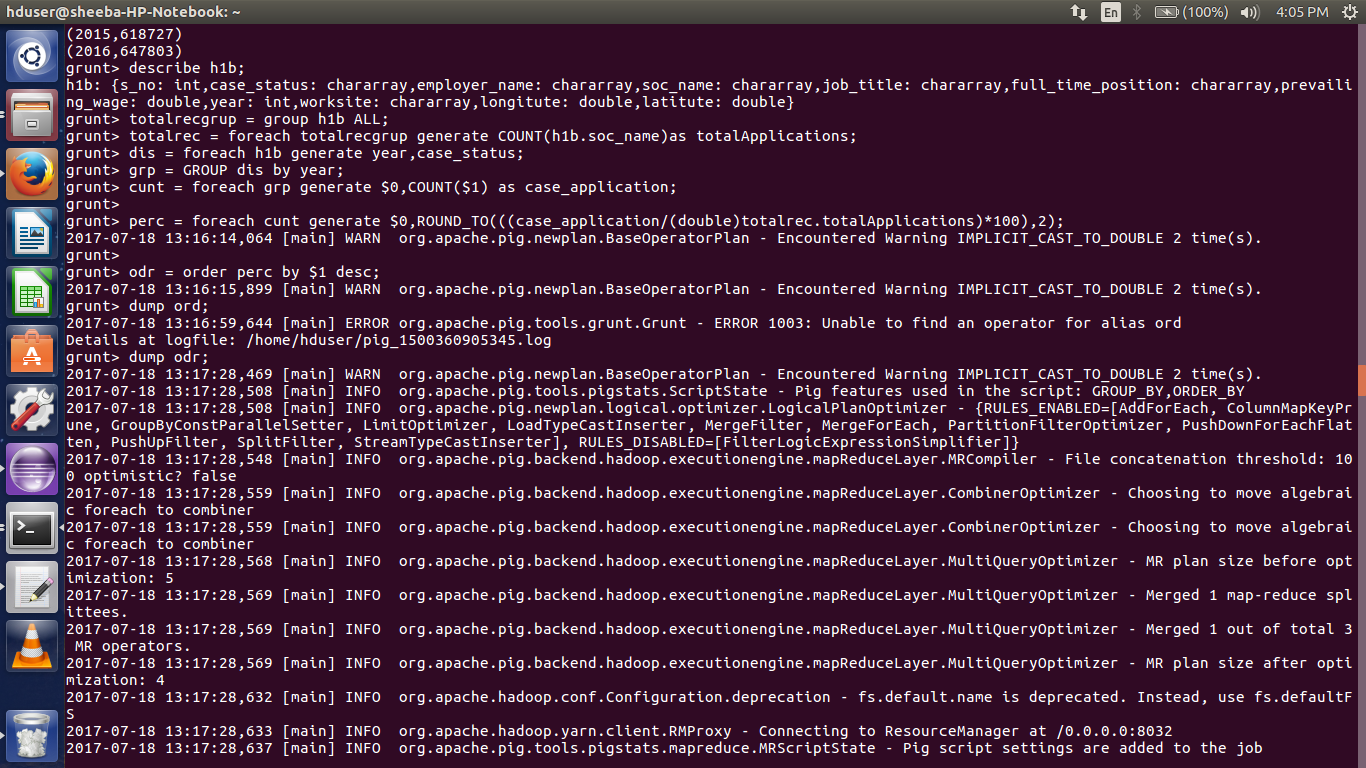 hduser@sheeba-HP-Notebook: ~
En
(100%)
4:05 PM
(2015,618727)
(2016,647803)
grunt> describe h1b;
h1b: {s_no: int,case_status: chararray,employer_name: chararray,soc_name: chararray,job_title: chararray,full_time_position: chararray,prevaili
ng_wage: double,year: int,worksite: chararray,longitute: double,latitute: double}
grunt> totalrecgrup = group h1b ALL;
grunt> totalrec = foreach totalrecgrup generate COUNT(h1b.soc_name)as totalApplications;
grunt> dis = foreach h1b generate year,case_status;
grunt> grp = GROUP dis by year;
grunt> cunt = foreach grp generate $0,COUNT($1) as case_application;
grunt>
grunt> perc = foreach cunt generate $0,ROUND_TO(((case_application/(double)totalrec.totalApplications)*100),2);
2017-07-18 13:16:14,064 [main] WARN  org.apache.pig.newplan.BaseOperatorPlan - Encountered Warning IMPLICIT_CAST_TO_DOUBLE 2 time(s).
grunt>
grunt> odr = order perc by $1 desc;
2017-07-18 13:16:15,899 [main] WARN  org.apache.pig.newplan.BaseOperatorPlan - Encountered Warning IMPLICIT_CAST_TO_DOUBLE 2 time(s).
grunt> dump ord;
2017-07-18 13:16:59,644 [main] ERROR org.apache.pig.tools.grunt.Grunt - ERROR 1003: Unable to find an operator for alias ord
Details at logfile: /home/hduser/pig_1500360905345.log
grunt> dump odr;
2017-07-18 13:17:28,469 [main] WARN  org.apache.pig.newplan.BaseOperatorPlan - Encountered Warning IMPLICIT_CAST_TO_DOUBLE 2 time(s).
2017-07-18 13:17:28,508 [main] INFO  org.apache.pig.tools.pigstats.ScriptState - Pig features used in the script: GROUP_BY,ORDER_BY
2017-07-18 13:17:28,508 [main] INFO  org.apache.pig.newplan.logical.optimizer.LogicalPlanOptimizer - {RULES_ENABLED=[AddForEach, ColumnMapKeyPr
une, GroupByConstParallelSetter, LimitOptimizer, LoadTypeCastInserter, MergeFilter, MergeForEach, PartitionFilterOptimizer, PushDownForEachFlat
ten, PushUpFilter, SplitFilter, StreamTypeCastInserter], RULES_DISABLED=[FilterLogicExpressionSimplifier]}
2017-07-18 13:17:28,548 [main] INFO  org.apache.pig.backend.hadoop.executionengine.mapReduceLayer.MRCompiler - File concatenation threshold: 10
0 optimistic? false
2017-07-18 13:17:28,559 [main] INFO  org.apache.pig.backend.hadoop.executionengine.mapReduceLayer.CombinerOptimizer - Choosing to move algebrai
c foreach to combiner
2017-07-18 13:17:28,559 [main] INFO  org.apache.pig.backend.hadoop.executionengine.mapReduceLayer.CombinerOptimizer - Choosing to move algebrai
c foreach to combiner
2017-07-18 13:17:28,568 [main] INFO  org.apache.pig.backend.hadoop.executionengine.mapReduceLayer.MultiQueryOptimizer - MR plan size before opt
imization: 5
2017-07-18 13:17:28,569 [main] INFO  org.apache.pig.backend.hadoop.executionengine.mapReduceLayer.MultiQueryOptimizer - Merged 1 map-reduce spl
ittees.
2017-07-18 13:17:28,569 [main] INFO  org.apache.pig.backend.hadoop.executionengine.mapReduceLayer.MultiQueryOptimizer - Merged 1 out of total 3
 MR operators.
2017-07-18 13:17:28,569 [main] INFO  org.apache.pig.backend.hadoop.executionengine.mapReduceLayer.MultiQueryOptimizer - MR plan size after opti
mization: 4
2017-07-18 13:17:28,632 [main] INFO  org.apache.hadoop.conf.Configuration.deprecation - fs.default.name is deprecated. Instead, use fs.defaultF
S
2017-07-18 13:17:28,633 [main] INFO  org.apache.hadoop.yarn.client.RMProxy - Connecting to ResourceManager at /0.0.0.0:8032
2017-07-18 13:17:28,637 [main] INFO  org.apache.pig.tools.pigstats.mapreduce.MRScriptState - Pig script settings are added to the job